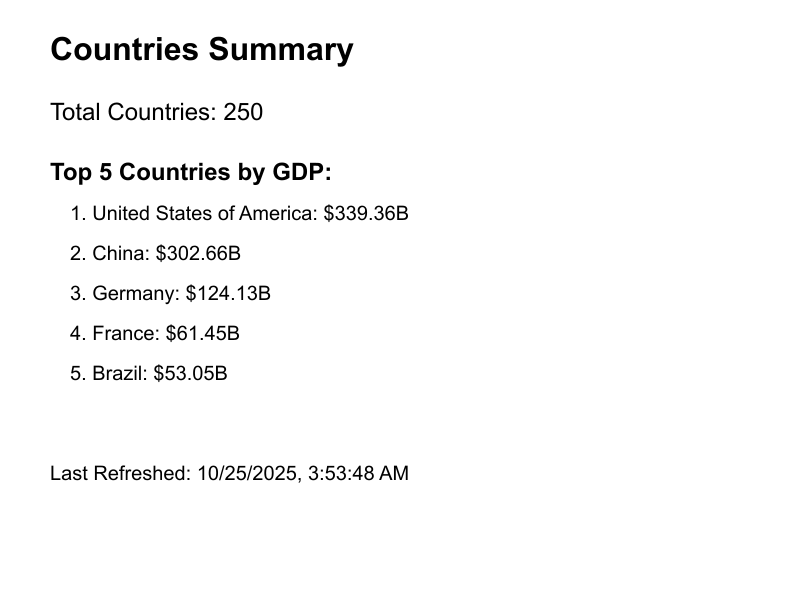 Countries Summary
Total Countries: 250
Top 5 Countries by GDP:
1. United States of America: $339.36B
2. China: $302.66B
3. Germany: $124.13B
4. France: $61.45B
5. Brazil: $53.05B
Last Refreshed: 10/25/2025, 3:53:48 AM